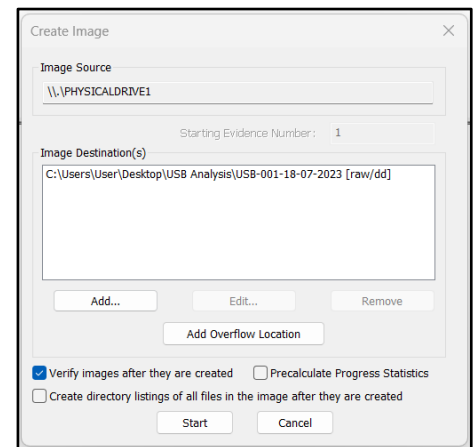 Create Image
Image Source
\\.\PHYSICALDRIVE1
Starting Evidence Number: 1
Image Destination(s)
C:\Users\User\Desktop\USB Analysis\USB-001-18-07-2023 [raw/dd]
Add... Edit... Remove
Add Overflow Location
Verify images after they are created Precalculate Progress Statistics
Create directory listings of all files in the image after they are created
Start Cancel